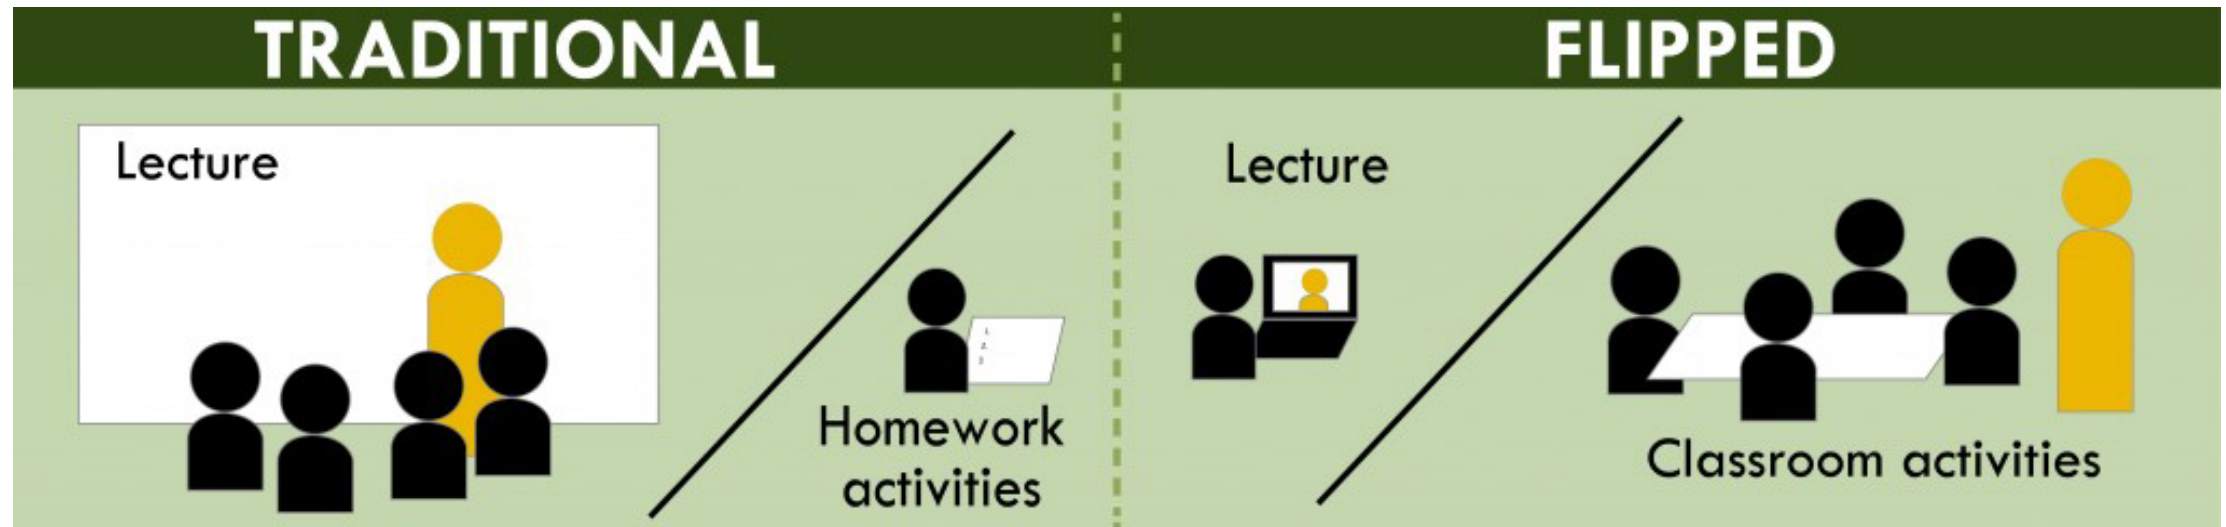 TRADITIONAL
Lecture
Homework
activities
FLIPPED
Lecture
Classroom activities